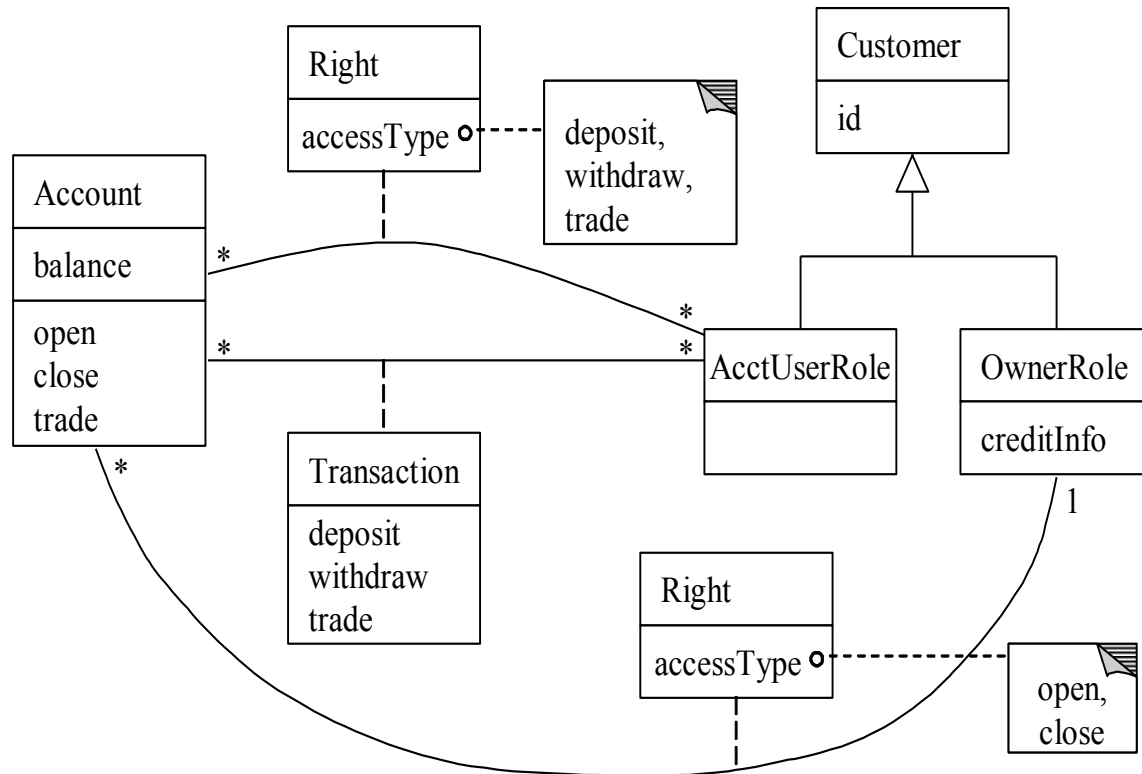 Right
accessType
deposit,
withdraw,
trade
Customer
id
Account
balance
open
close
trade
*
*
*
*
AcctUserRole
OwnerRole
creditInfo
*
1
Transaction
deposit
withdraw
trade
Right
accessType
open,
close